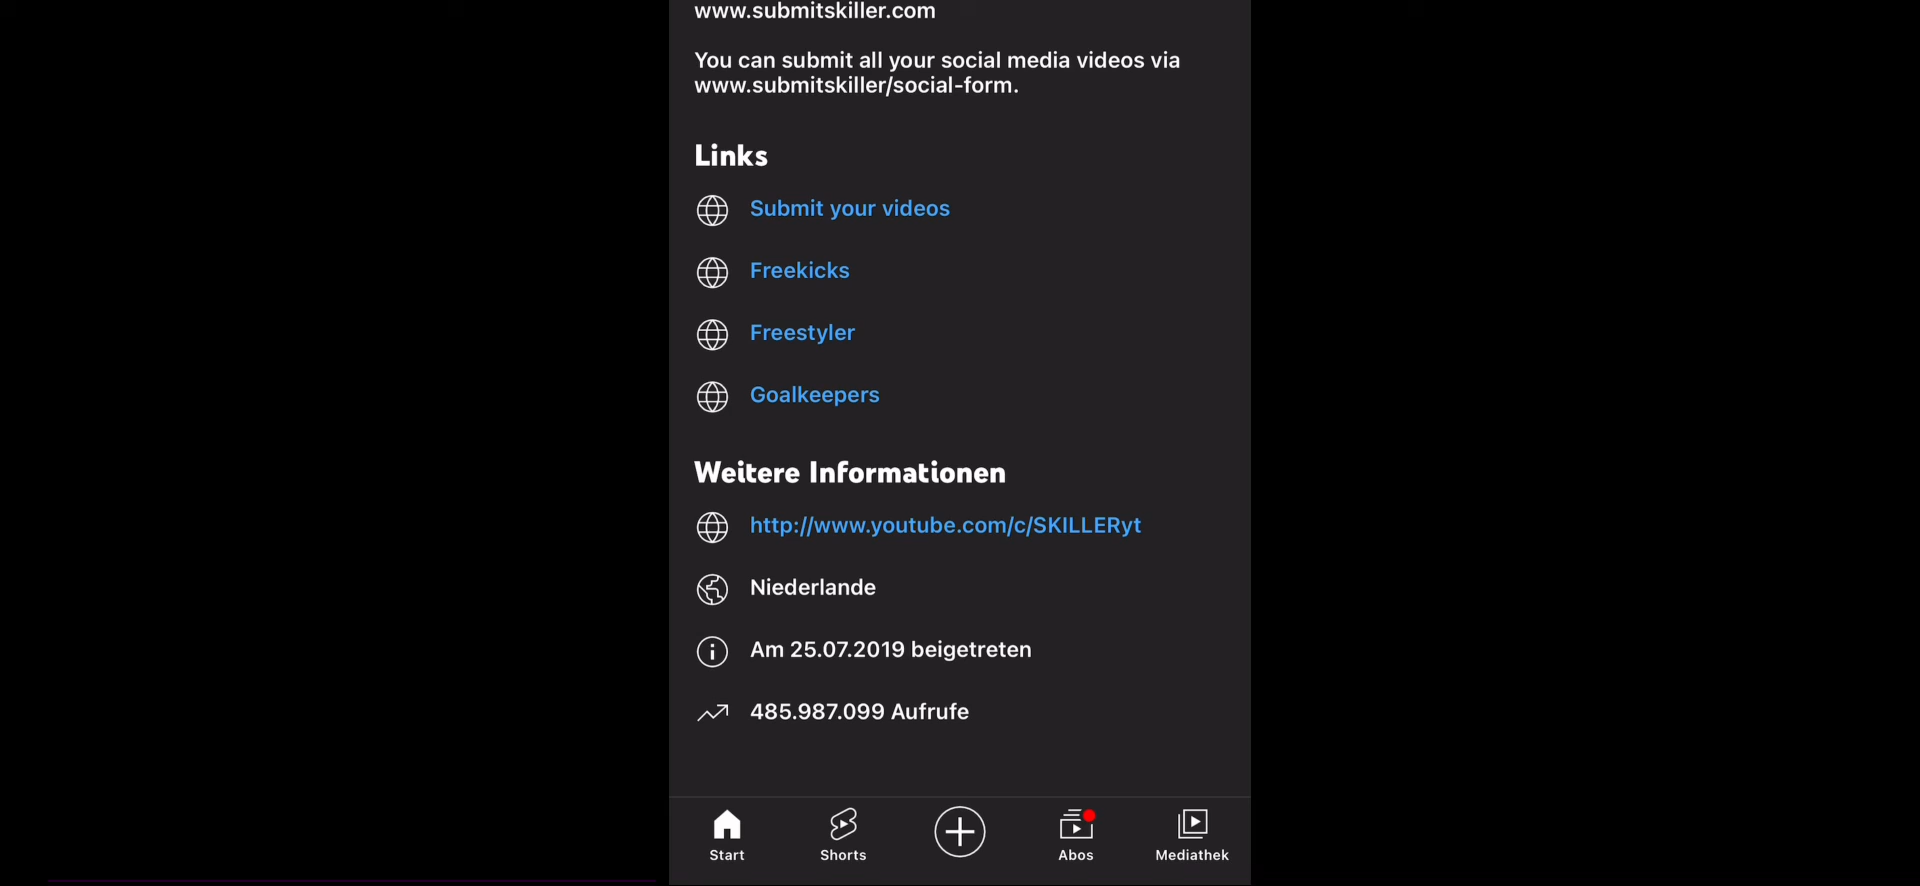 www.submitskiller.com
You can submit all your social media videos via
www.submitskiller/social-form.
Links
Submit your videos
Freekicks
Freestyler
Goalkeepers
Weitere Informationen
http://www.youtube.com/c/SKILLERyt
Niederlande
Am 25.07.2019 beigetreten
485.987.099 Aufrufe
Start
Shorts
Abos
Mediathek